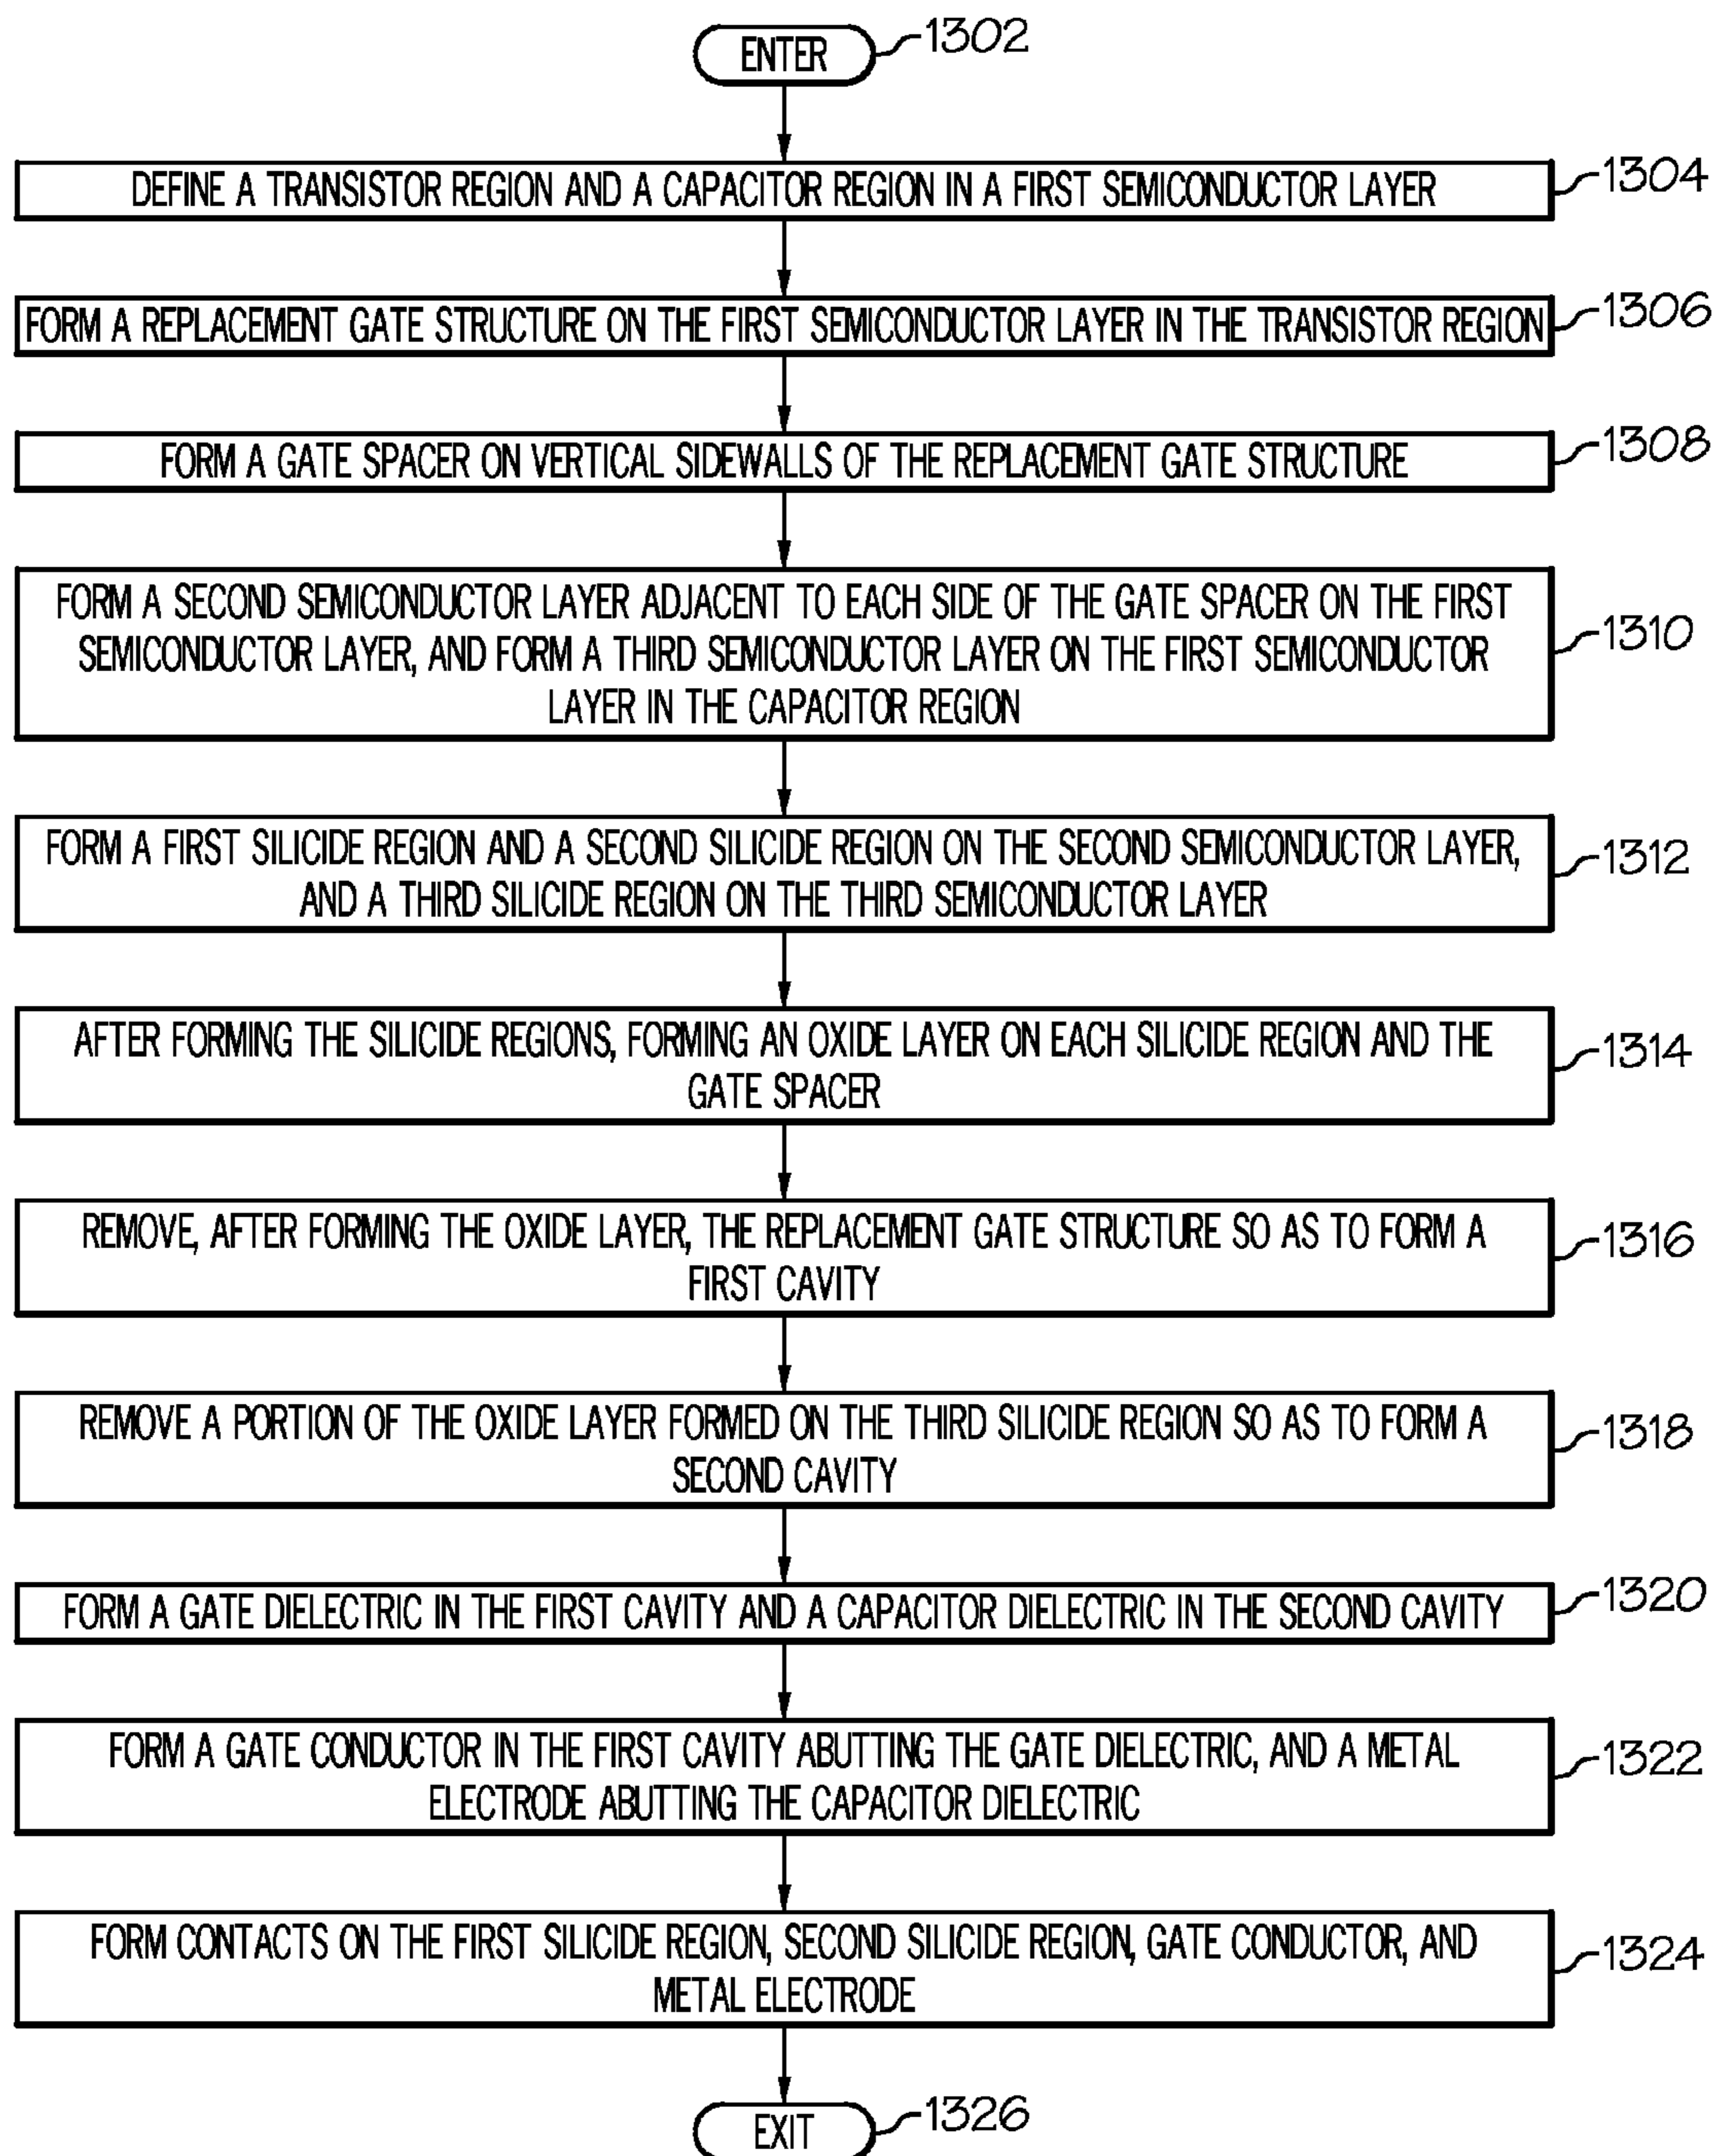 ENTER
1302
DEFINE A TRANSISTOR REGION AND A CAPACITOR REGION IN A FIRST SEMICONDUCTOR LAYER
1304
FORM A REPLACEMENT GATE STRUCTURE ON THE FIRST SEMICONDUCTOR LAYER IN THE TRANSISTOR REGION
1306
FORM A GATE SPACER ON VERTICAL SIDEWALLS OF THE REPLACEMENT GATE STRUCTURE
1308
FORM A SECOND SEMICONDUCTOR LAYER ADJACENT TO EACH SIDE OF THE GATE SPACER ON THE FIRST
SEMICONDUCTOR LAYER, AND FORM A THIRD SEMICONDUCTOR LAYER ON THE FIRST SEMICONDUCTOR
LAYER IN THE CAPACITOR REGION
1310
FORM A FIRST SILICIDE REGION AND A SECOND SILICIDE REGION ON THE SECOND SEMICONDUCTOR LAYER,
AND A THIRD SILICIDE REGION ON THE THIRD SEMICONDUCTOR LAYER
1312
AFTER FORMING THE SILICIDE REGIONS, FORMING AN OXIDE LAYER ON EACH SILICIDE REGION AND THE
GATE SPACER
1314
REMOVE, AFTER FORMING THE OXIDE LAYER, THE REPLACEMENT GATE STRUCTURE SO AS TO FORM A
FIRST CAVITY
1316
REMOVE A PORTION OF THE OXIDE LAYER FORMED ON THE THIRD SILICIDE REGION SO AS TO FORM A
SECOND CAVITY
1318
FORM A GATE DIELECTRIC IN THE FIRST CAVITY AND A CAPACITOR DIELECTRIC IN THE SECOND CAVITY
1320
FORM A GATE CONDUCTOR IN THE FIRST CAVITY ABUTTING THE GATE DIELECTRIC, AND A METAL
ELECTRODE ABUTTING THE CAPACITOR DIELECTRIC
1322
FORM CONTACTS ON THE FIRST SILICIDE REGION, SECOND SILICIDE REGION, GATE CONDUCTOR, AND
METAL ELECTRODE
1324
EXIT
1326